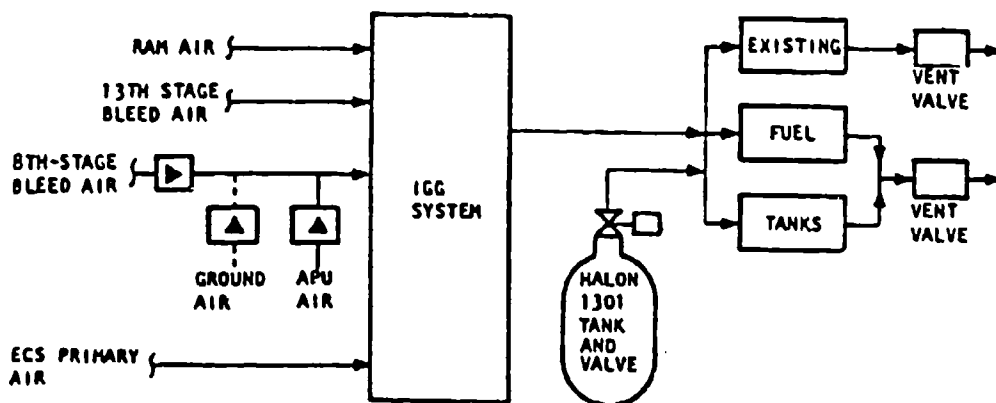 RAM AIR
13TH STAGE
BLEED AIR
8TH-STAGE
BLEED AIR
GROUND
AIR
APU
AIR
ECS PRIMARY
AIR
IGG
SYSTEM
HALON
1301
TANK
AND
VALVE
EXISTING
FUEL
TANKS
VENT
VALVE
VENT
VALVE